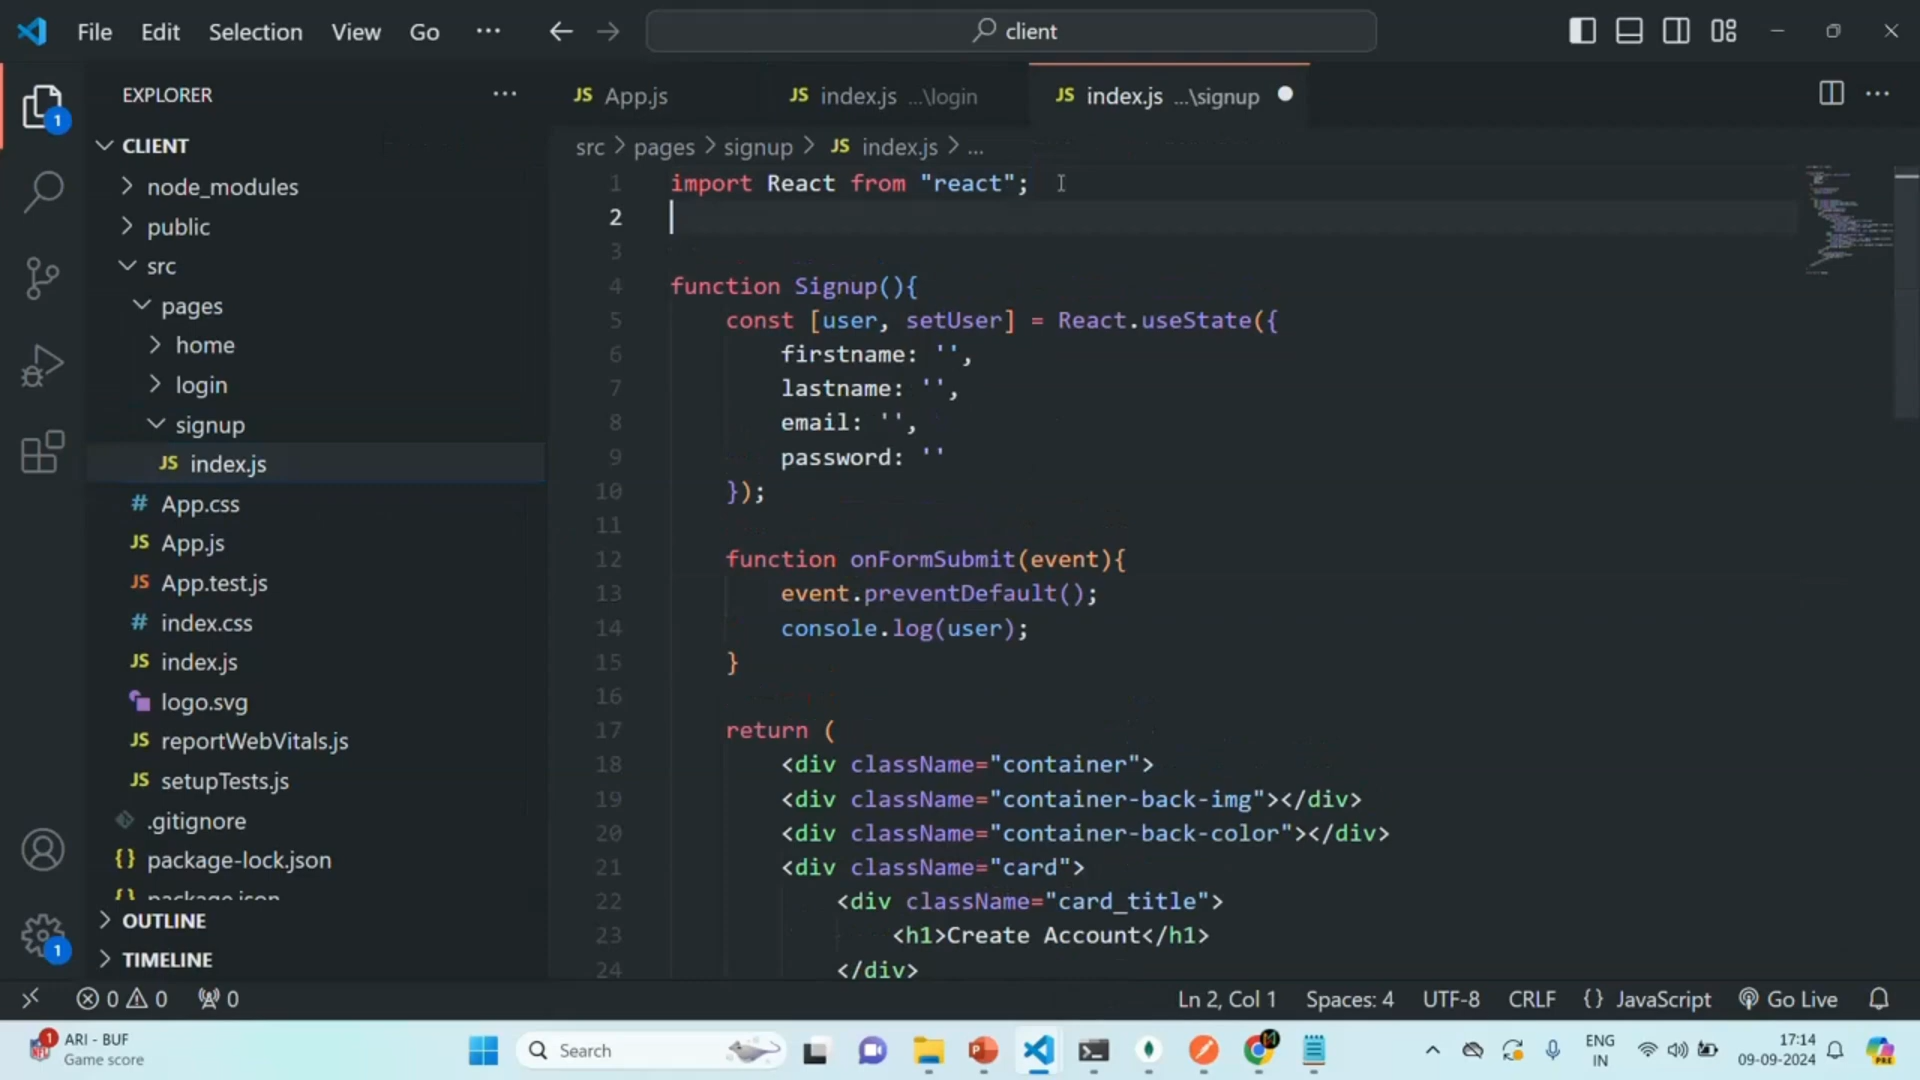 File Edit Selection View Go ··· client
EXPLORER ···
1
CLIENT
node_modules
public
src
pages
home
login
signup
JS index.js
# App.css
JS App.js
JS App.test.js
# index.css
JS index.js
logo.svg
JS reportWebVitals.js
JS setupTests.js
.gitignore
{} package-lock.json
{} package.json
OUTLINE
TIMELINE
1
JS App.js JS index.js ...\login JS index.js ...\signup
src > pages > signup > JS index.js > ...
1 import React from "react";
2
3
4 function Signup(){
5 const [user, setUser] = React.useState({
6 firstname: '',
7 lastname: '',
8 email: '',
9 password: ''
10 });
11
12 function onFormSubmit(event){
13 event.preventDefault();
14 console.log(user);
15 }
16
17 return (
18 <div className="container">
19 <div className="container-back-img"></div>
20 <div className="container-back-color"></div>
21 <div className="card">
22 <div className="card_title">
23 <h1>Create Account</h1>
24 </div>
0 0 0 Ln 2, Col 1 Spaces: 4 UTF-8 CRLF {} JavaScript Go Live
1 ARI - BUF
Game score
Search
ENG
IN
17:14
09-09-2024
PRE